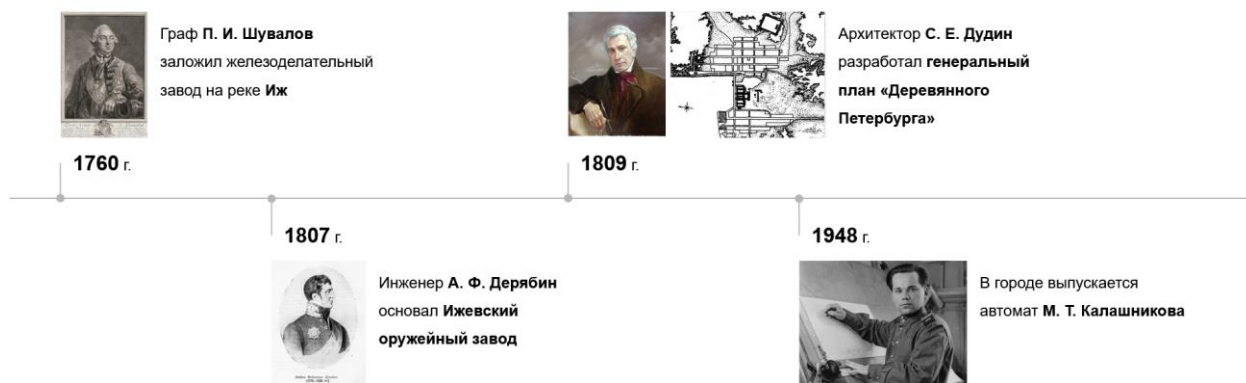 Граф П. И. Шувалов
заложил железоделательный
завод на реке Иж
1760 г.
1807 г.
Инженер А. Ф. Дерябин
основал Ижевский
оружейный завод
Архитектор С. Е. Дудин
разработал генеральный
план «Деревянного
Петербурга»
1809 г.
1948 г.
В городе выпускается
автомат М. Т. Калашникова